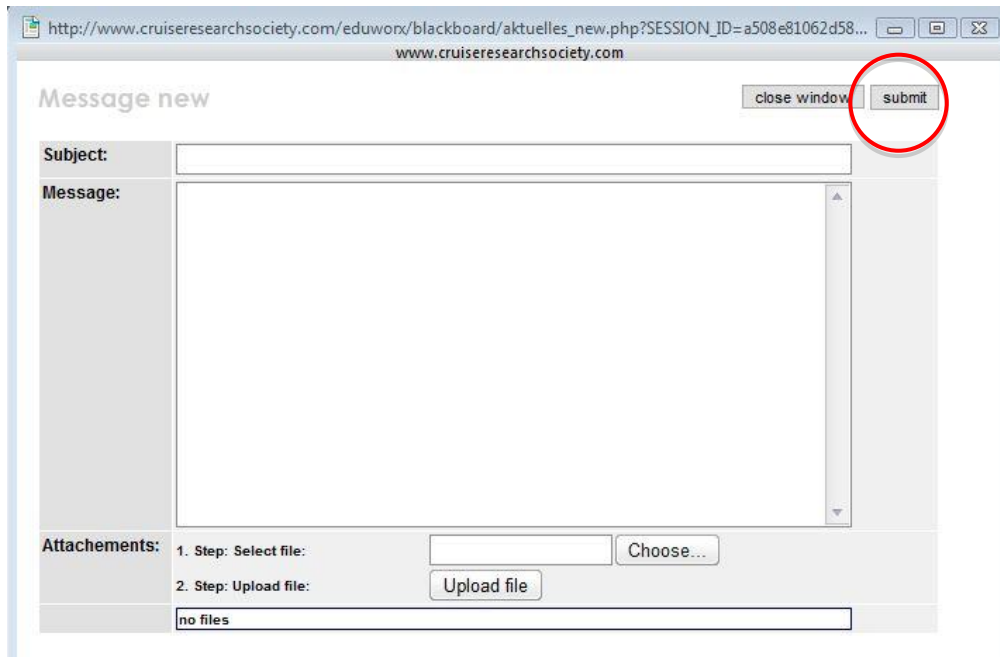 http://www.cruiseresearchsociety.com/eduworx/blackboard/aktuelles_new.php?SESSION_ID=a508e81062d58...
www.cruiseresearchsociety.com
Message new
close window submit
Subject:
Message:
Attachements: 1. Step: Select file: Choose...
2. Step: Upload file: Upload file
no files